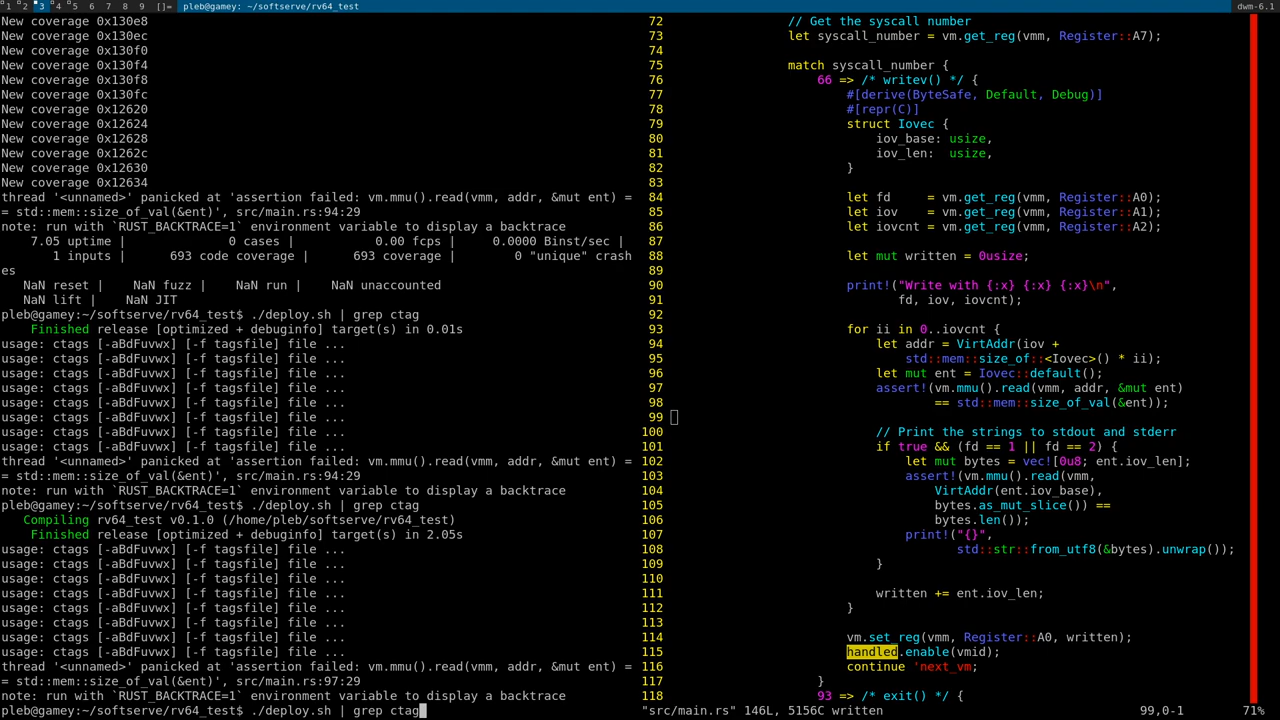 1 2 3 4 5 6 7 8 9 []= pleb@gamey: ~/softserve/rv64_test dwm-6.1
New coverage 0x130e8
New coverage 0x130ec
New coverage 0x130f0
New coverage 0x130f4
New coverage 0x130f8
New coverage 0x130fc
New coverage 0x12620
New coverage 0x12624
New coverage 0x12628
New coverage 0x1262c
New coverage 0x12630
New coverage 0x12634
thread '<unnamed>' panicked at 'assertion failed: vm.mmu().read(vmm, addr, &mut ent) =
= std::mem::size_of_val(&ent)', src/main.rs:94:29
note: run with `RUST_BACKTRACE=1` environment variable to display a backtrace
7.05 uptime | 0 cases | 0.00 fcps | 0.0000 Binst/sec |
1 inputs | 693 code coverage | 693 coverage | 0 "unique" crash
es
NaN reset | NaN fuzz | NaN run | NaN unaccounted
NaN lift | NaN JIT
pleb@gamey:~/softserve/rv64_test$ ./deploy.sh | grep ctag
Finished release [optimized + debuginfo] target(s) in 0.01s
usage: ctags [-aBdFuvwx] [-f tagsfile] file ...
usage: ctags [-aBdFuvwx] [-f tagsfile] file ...
usage: ctags [-aBdFuvwx] [-f tagsfile] file ...
usage: ctags [-aBdFuvwx] [-f tagsfile] file ...
usage: ctags [-aBdFuvwx] [-f tagsfile] file ...
usage: ctags [-aBdFuvwx] [-f tagsfile] file ...
usage: ctags [-aBdFuvwx] [-f tagsfile] file ...
usage: ctags [-aBdFuvwx] [-f tagsfile] file ...
thread '<unnamed>' panicked at 'assertion failed: vm.mmu().read(vmm, addr, &mut ent) =
= std::mem::size_of_val(&ent)', src/main.rs:94:29
note: run with `RUST_BACKTRACE=1` environment variable to display a backtrace
pleb@gamey:~/softserve/rv64_test$ ./deploy.sh | grep ctag
Compiling rv64_test v0.1.0 (/home/pleb/softserve/rv64_test)
Finished release [optimized + debuginfo] target(s) in 2.05s
usage: ctags [-aBdFuvwx] [-f tagsfile] file ...
usage: ctags [-aBdFuvwx] [-f tagsfile] file ...
usage: ctags [-aBdFuvwx] [-f tagsfile] file ...
usage: ctags [-aBdFuvwx] [-f tagsfile] file ...
usage: ctags [-aBdFuvwx] [-f tagsfile] file ...
usage: ctags [-aBdFuvwx] [-f tagsfile] file ...
usage: ctags [-aBdFuvwx] [-f tagsfile] file ...
usage: ctags [-aBdFuvwx] [-f tagsfile] file ...
thread '<unnamed>' panicked at 'assertion failed: vm.mmu().read(vmm, addr, &mut ent) =
= std::mem::size_of_val(&ent)', src/main.rs:97:29
note: run with `RUST_BACKTRACE=1` environment variable to display a backtrace
pleb@gamey:~/softserve/rv64_test$ ./deploy.sh | grep ctag
72 // Get the syscall number
73 let syscall_number = vm.get_reg(vmm, Register::A7);
74
75 match syscall_number {
76 66 => /* writev() */ {
77 #[derive(ByteSafe, Default, Debug)]
78 #[repr(C)]
79 struct Iovec {
80 iov_base: usize,
81 iov_len: usize,
82 }
83
84 let fd = vm.get_reg(vmm, Register::A0);
85 let iov = vm.get_reg(vmm, Register::A1);
86 let iovcnt = vm.get_reg(vmm, Register::A2);
87
88 let mut written = 0usize;
89
90 print!("Write with {:x} {:x} {:x}\n",
91 fd, iov, iovcnt);
92
93 for ii in 0..iovcnt {
94 let addr = VirtAddr(iov +
95 std::mem::size_of::<Iovec>() * ii);
96 let mut ent = Iovec::default();
97 assert!(vm.mmu().read(vmm, addr, &mut ent)
98 == std::mem::size_of_val(&ent));
99
100 // Print the strings to stdout and stderr
101 if true && (fd == 1 || fd == 2) {
102 let mut bytes = vec![0u8; ent.iov_len];
103 assert!(vm.mmu().read(vmm,
104 VirtAddr(ent.iov_base),
105 bytes.as_mut_slice()) ==
106 bytes.len());
107 print!("{}",
108 std::str::from_utf8(&bytes).unwrap());
109 }
110
111 written += ent.iov_len;
112 }
113
114 vm.set_reg(vmm, Register::A0, written);
115 handled.enable(vmid);
116 continue 'next_vm;
117 }
118 93 => /* exit() */ {
"src/main.rs" 146L, 5156C written 99,0-1 71%